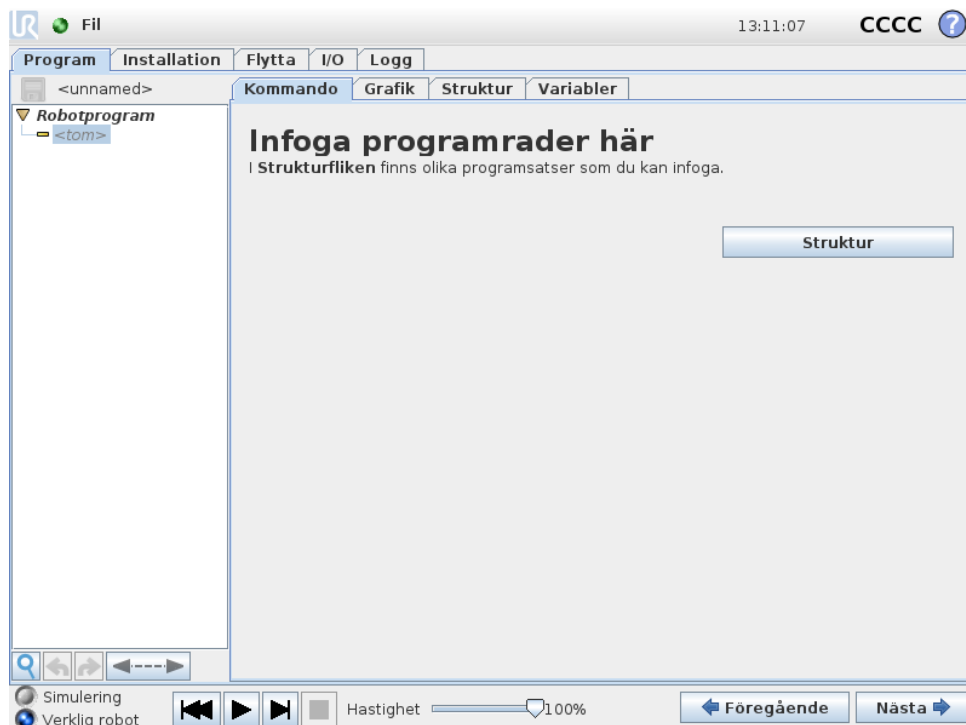 UR Fil 13:11:07 CCCC ?
Program Installation Flytta I/O Logg
<unnamed> Kommando Grafik Struktur Variabler
Robotprogram
<tom>
Infoga programrader här
I Strukturfliken finns olika programsatser som du kan infoga.
Struktur
Simulering
Verklig robot
Hastighet 100% Föregående Nästa